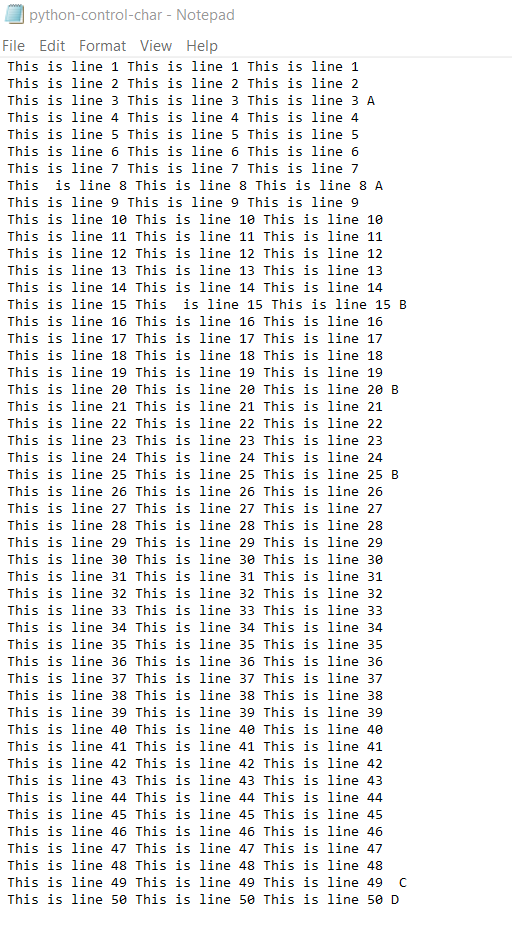 python-control-char - Notepad
File Edit Format View Help
This is line 1 This is line 1 This is line 1
This is line 2 This is line 2 This is line 2
This is line 3 This is line 3 This is line 3 A
This is line 4 This is line 4 This is line 4
This is line 5 This is line 5 This is line 5
This is line 6 This is line 6 This is line 6
This is line 7 This is line 7 This is line 7
This  is line 8 This is line 8 This is line 8 A
This is line 9 This is line 9 This is line 9
This is line 10 This is line 10 This is line 10
This is line 11 This is line 11 This is line 11
This is line 12 This is line 12 This is line 12
This is line 13 This is line 13 This is line 13
This is line 14 This is line 14 This is line 14
This is line 15 This  is line 15 This is line 15 B
This is line 16 This is line 16 This is line 16
This is line 17 This is line 17 This is line 17
This is line 18 This is line 18 This is line 18
This is line 19 This is line 19 This is line 19
This is line 20 This is line 20 This is line 20 B
This is line 21 This is line 21 This is line 21
This is line 22 This is line 22 This is line 22
This is line 23 This is line 23 This is line 23
This is line 24 This is line 24 This is line 24
This is line 25 This is line 25 This is line 25 B
This is line 26 This is line 26 This is line 26
This is line 27 This is line 27 This is line 27
This is line 28 This is line 28 This is line 28
This is line 29 This is line 29 This is line 29
This is line 30 This is line 30 This is line 30
This is line 31 This is line 31 This is line 31
This is line 32 This is line 32 This is line 32
This is line 33 This is line 33 This is line 33
This is line 34 This is line 34 This is line 34
This is line 35 This is line 35 This is line 35
This is line 36 This is line 36 This is line 36
This is line 37 This is line 37 This is line 37
This is line 38 This is line 38 This is line 38
This is line 39 This is line 39 This is line 39
This is line 40 This is line 40 This is line 40
This is line 41 This is line 41 This is line 41
This is line 42 This is line 42 This is line 42
This is line 43 This is line 43 This is line 43
This is line 44 This is line 44 This is line 44
This is line 45 This is line 45 This is line 45
This is line 46 This is line 46 This is line 46
This is line 47 This is line 47 This is line 47
This is line 48 This is line 48 This is line 48
This is line 49 This is line 49 This is line 49  C
This is line 50 This is line 50 This is line 50 D